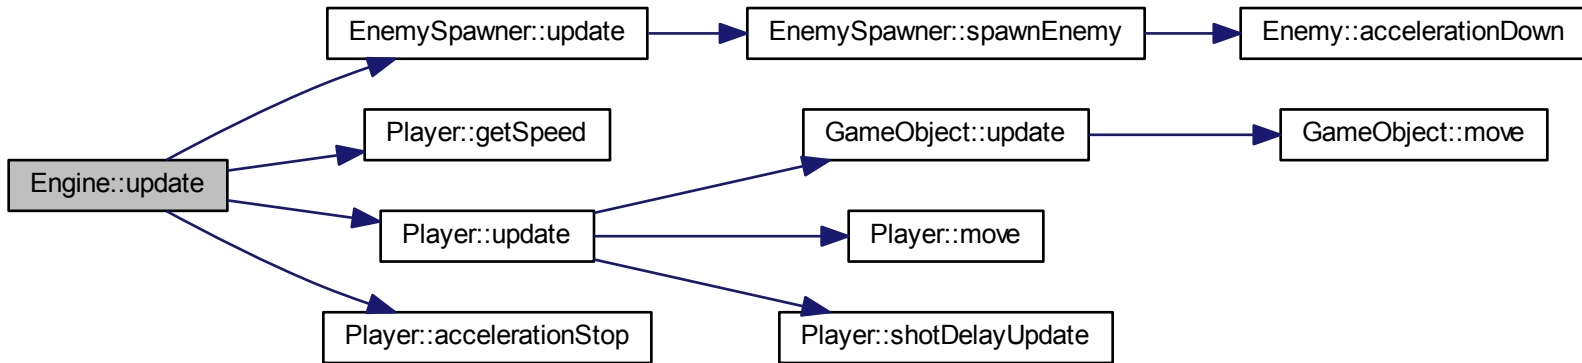 EnemySpawner::update
EnemySpawner::spawnEnemy
Enemy::accelerationDown
Player::getSpeed
GameObject::update
GameObject::move
Engine::update
Player::update
Player::move
Player::accelerationStop
Player::shotDelayUpdate